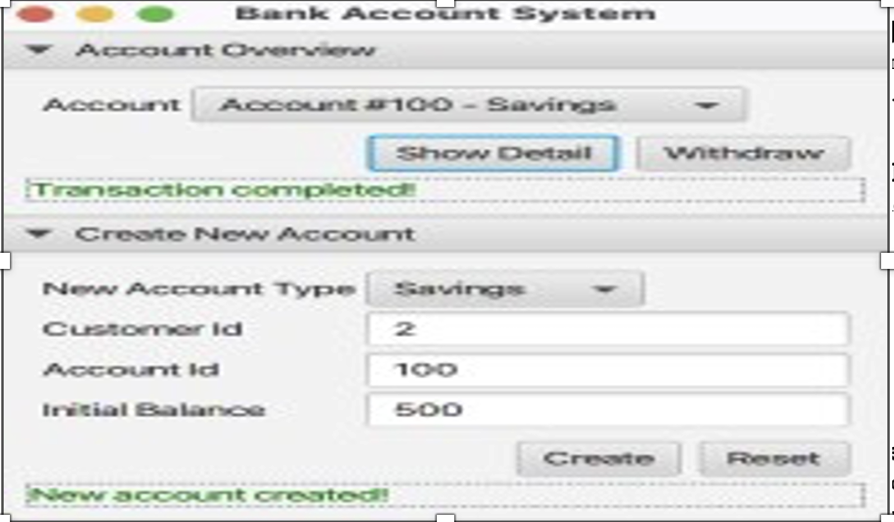 Bank Account System
Account Overview
Account Account #100 - Savings
Show Detail Withdraw
Transaction completed!
Create New Account
New Account Type Savings
Customer Id 2
Account Id 100
Initial Balance 500
Create Reset
New account created!